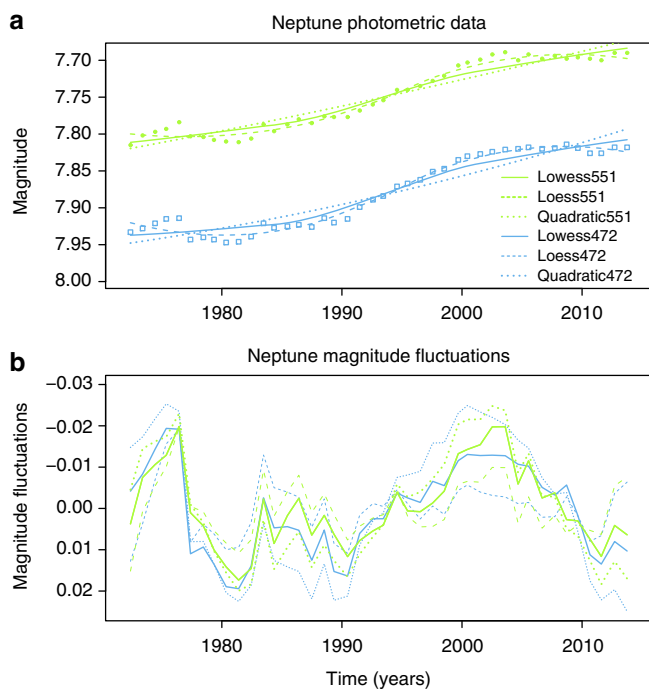 a
Neptune photometric data
Magnitude
7.70
7.75
7.80
7.85
7.90
7.95
8.00
Lowess551
Loess551
Quadratic551
Lowess472
Loess472
Quadratic472
1980
1990
2000
2010
b
Neptune magnitude fluctuations
Magnitude fluctuations
−0.03
−0.02
−0.01
0.00
0.01
0.02
1980
1990
2000
2010
Time (years)